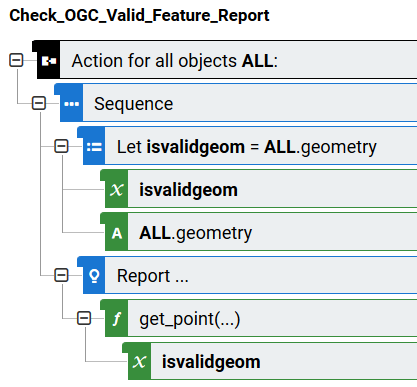 Check_OGC_Valid_Feature_Report
Action for all objects ALL:
Sequence
Let isvalidgeom = ALL.geometry
x isvalidgeom
A ALL.geometry
Report ...
f get_point(...)
x isvalidgeom